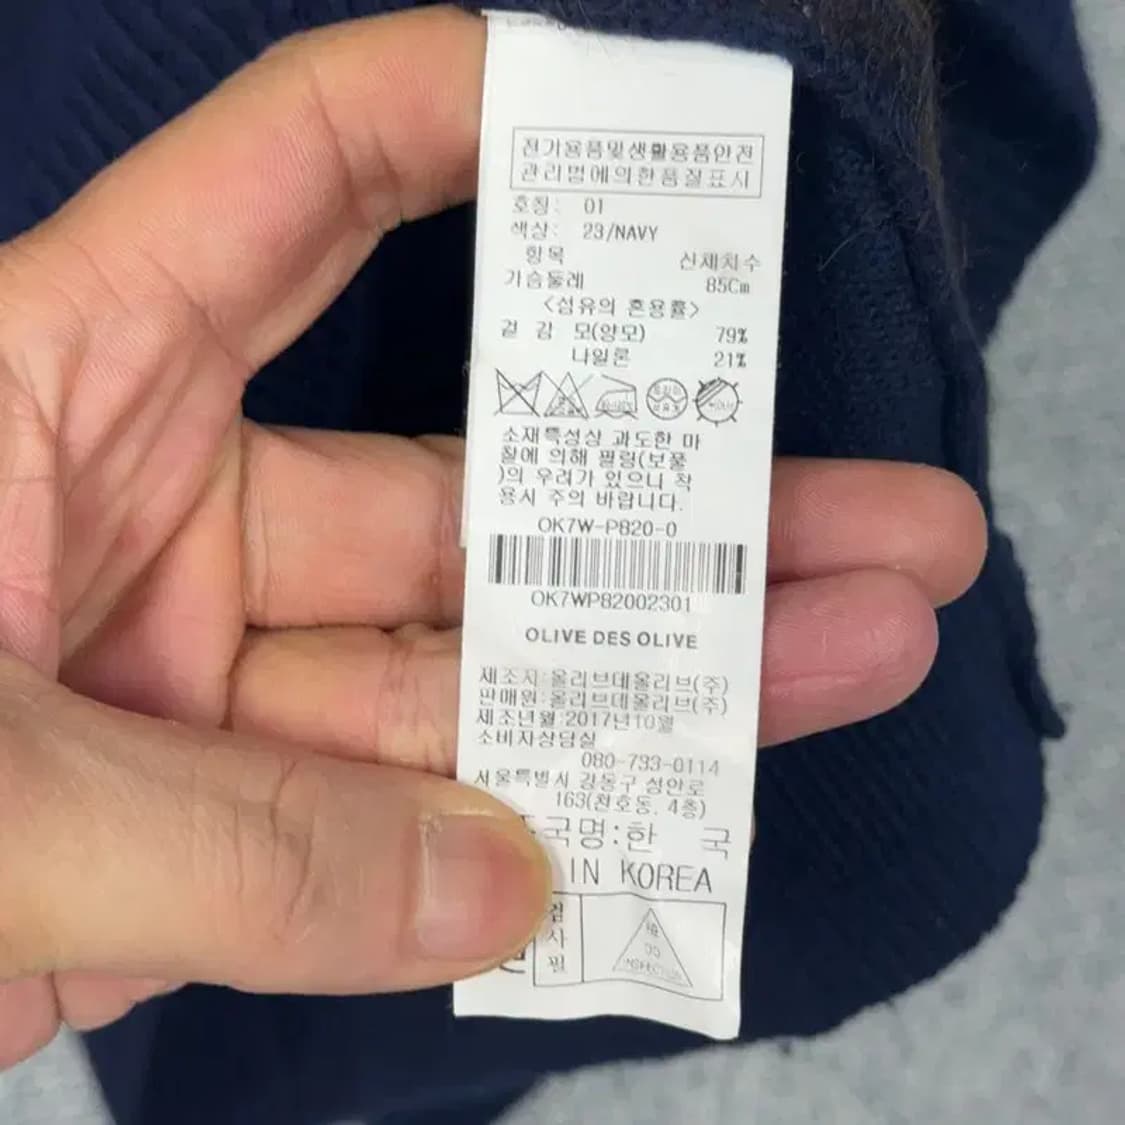 전기용품및생활용품안전
관리법에의한품질표시
호칭: 01
색상: 23/NAVY
항목 신체치수
가슴둘레 85Cm
<섬유의 혼용률>
겉 감 모(양모) 79%
나일론 21%
소재특성상 과도한 마
찰에 의해 필링(보풀
)의 우려가 있으니 착
용시 주의 바랍니다.
OK7W-P820-0
OK7WP82002301
OLIVE DES OLIVE
제조자:올리브데올리브(주)
판매원:올리브데올리브(주)
제조년월:2017년10월
소비자상담실
080-733-0114
서울특별시 강동구 성안로
163(천호동, 4층)
국명:한 국
IN KOREA
검
사
필